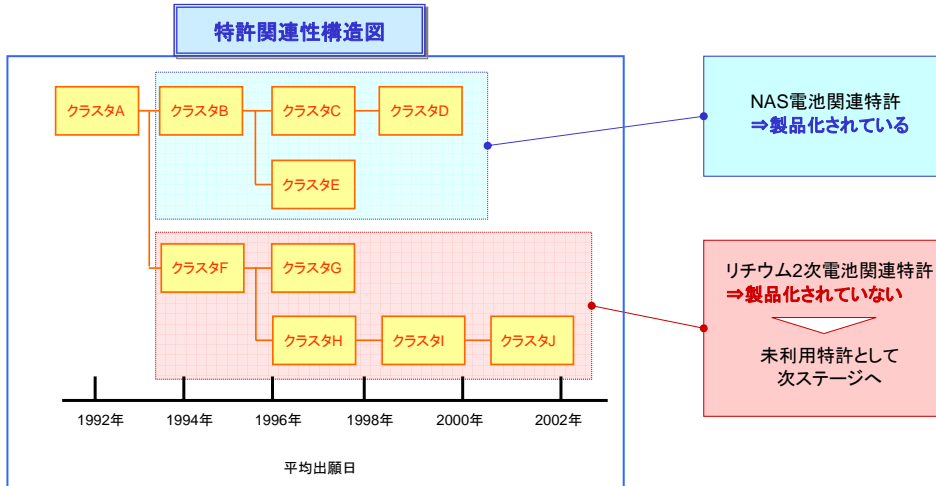 特許関連性構造図
クラスタA
クラスタB
クラスタC
クラスタD
クラスタE
クラスタF
クラスタG
クラスタH
クラスタI
クラスタJ
1992年
1994年
1996年
1998年
2000年
2002年
平均出願日
NAS電池関連特許
⇒製品化されている
リチウム2次電池関連特許
⇒製品化されていない
未利用特許として
次ステージへ